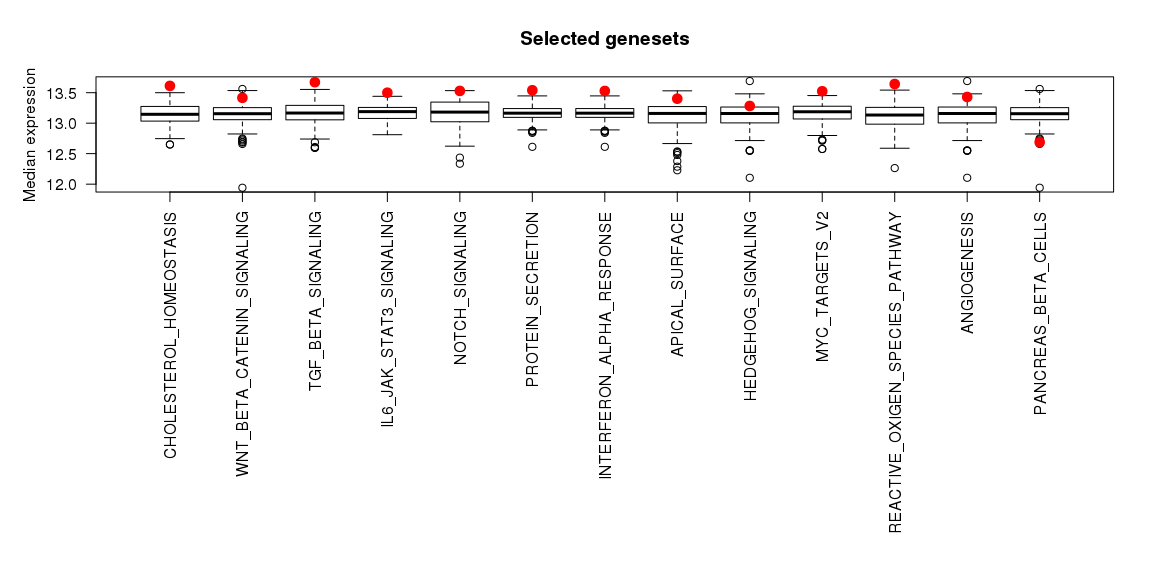 Selected genesets
Median expression
13.5
13.0
12.5
12.0
CHOLESTEROL_HOMEOSTASIS
WNT_BETA_CATENIN_SIGNALING
TGF_BETA_SIGNALING
IL6_JAK_STAT3_SIGNALING
NOTCH_SIGNALING
PROTEIN_SECRETION
INTERFERON_ALPHA_RESPONSE
APICAL_SURFACE
HEDGEHOG_SIGNALING
MYC_TARGETS_V2
REACTIVE_OXIGEN_SPECIES_PATHWAY
ANGIOGENESIS
PANCREAS_BETA_CELLS